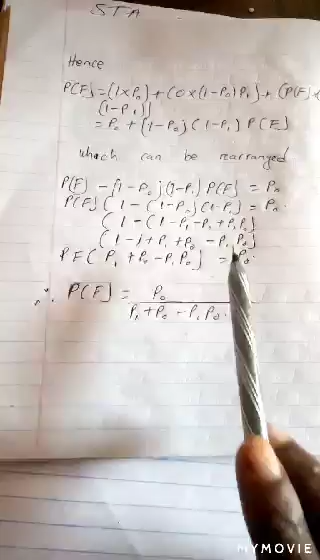 STA
Hence
P(F) = (1×P₀) + (0×(1-P₀)P₁) + (P(F)×
(1-P₁)]
= P₀ + (1-P₀)(1-P₁) P(F)
which can be rearranged
P(F) - (1-P₀)(1-P₁) P(F) = P₀
P(F) (1 - (1-P₀)(1-P₁) = P₀.
(1 - (1-P₁-P₀+P₁P₀)
(1-1+P₁+P₀-P₁P₀)
PF(P₁+P₀-P₁P₀) = P₀.
∴ P(F) = P₀
P₁+P₀-P₁P₀.
MYMOVIE